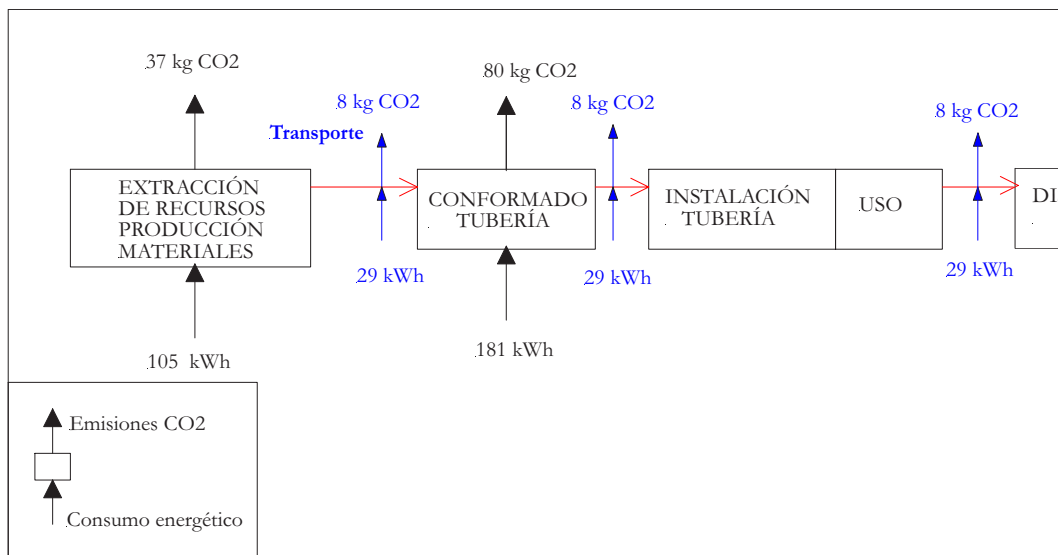 37 kg CO2
80 kg CO2
8 kg CO2
8 kg CO2
8 kg CO2
Transporte
EXTRACCIÓN
DE RECURSOS
PRODUCCIÓN
MATERIALES
CONFORMADO
TUBERÍA
INSTALACIÓN
TUBERÍA
USO
DI
29 kWh
29 kWh
29 kWh
105 kWh
181 kWh
Emisiones CO2
Consumo energético